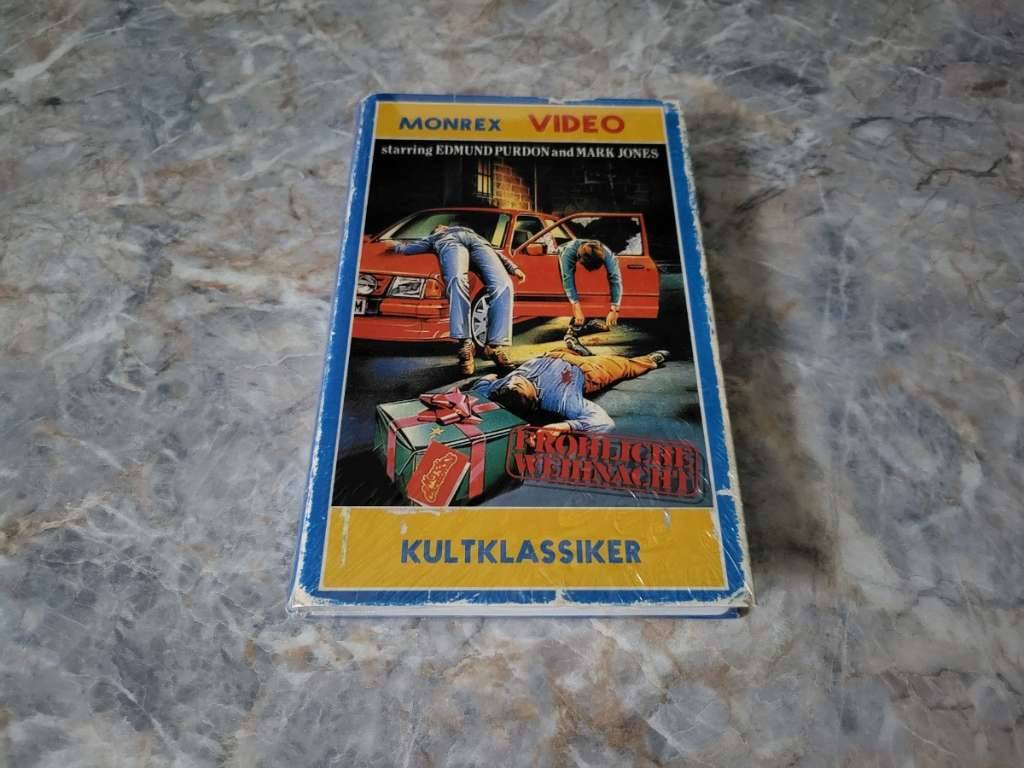 MONREX VIDEO
starring EDMUND PURDON and MARK JONES
FRÖHLICHE
WEIHNACHT
KULTKLASSIKER